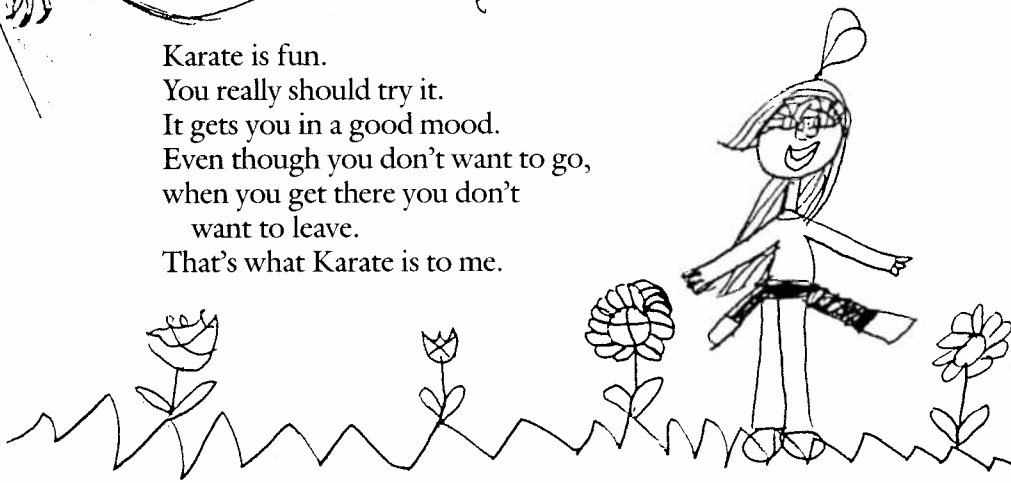 Karate is fun.
You really should try it.
It gets you in a good mood.
Even though you don't want to go,
when you get there you don't
want to leave.
That's what Karate is to me.